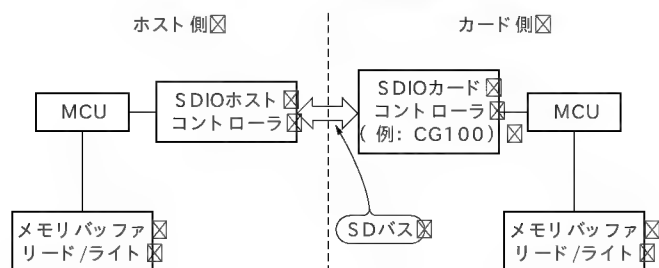 ホスト側
カード側
MCU
SDIOホスト
コントローラ
SDIOカード
コントローラ
(例: CG100)
MCU
メモリバッファ
リード/ライト
SDバス
メモリバッファ
リード/ライト